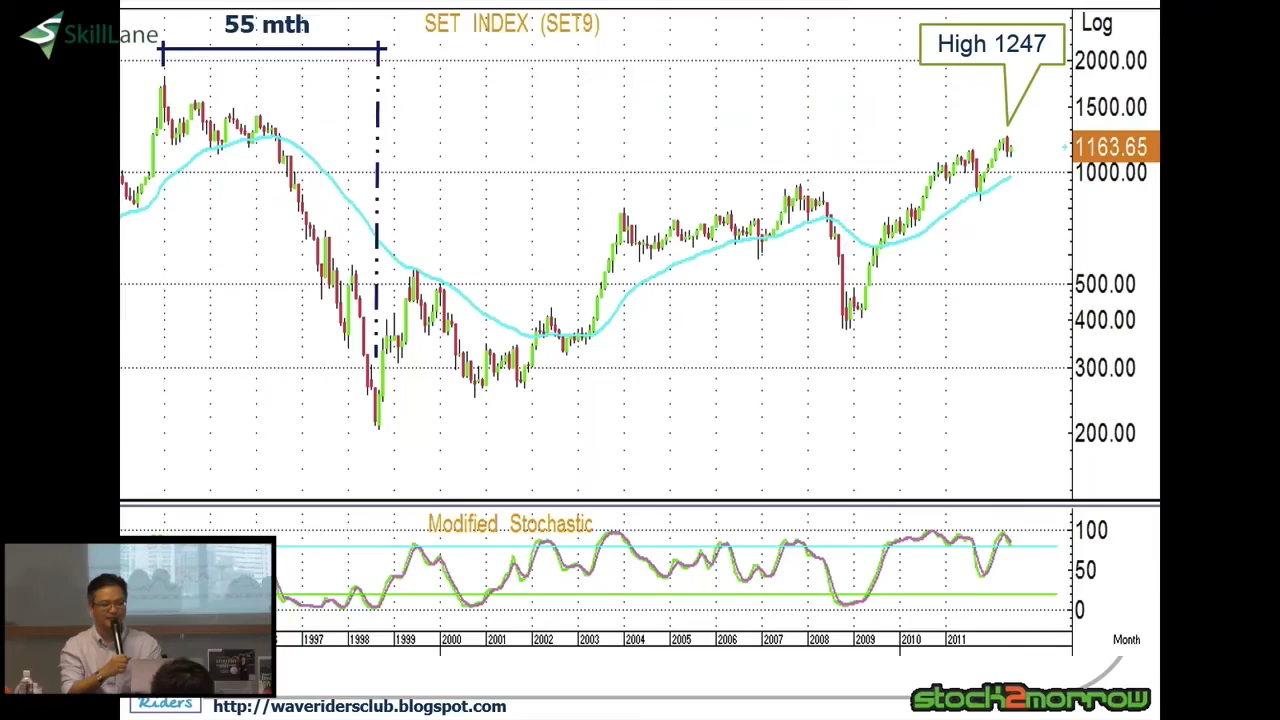 SkillLane
55 mth
SET INDEX (SET9)
High 1247
Log
2000.00
1500.00
1163.65
1000.00
500.00
400.00
300.00
200.00
Modified Stochastic
100
50
0
1997 1998 1999 2000 2001 2002 2003 2004 2005 2006 2007 2008 2009 2010 2011 Month
Riders
http://waveridersclub.blogspot.com
stock2morrow